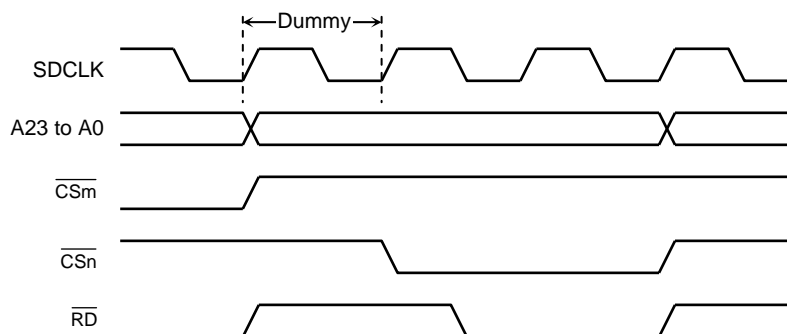 Dummy
SDCLK
A23 to A0
CSm
CSn
RD